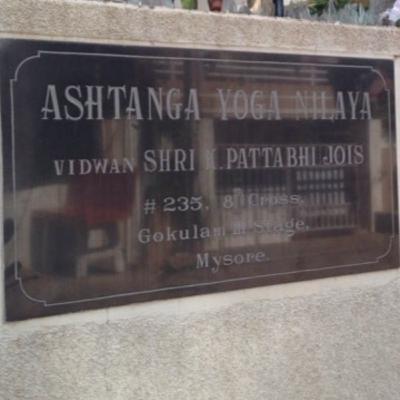 ASHTANGA YOGA NILAYA
VIDWAN SHRI K. PATTABHI JOIS
# 235, 8th Cross,
Gokulam III Stage,
Mysore.